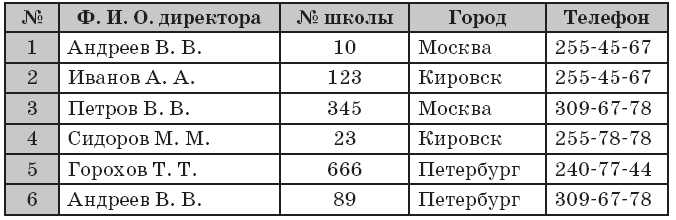 № Ф. И. О. директора № школы Город Телефон
1 Андреев В. В. 10 Москва 255-45-67
2 Иванов А. А. 123 Кировск 255-45-67
3 Петров В. В. 345 Москва 309-67-78
4 Сидоров М. М. 23 Кировск 255-78-78
5 Горохов Т. Т. 666 Петербург 240-77-44
6 Андреев В. В. 89 Петербург 309-67-78